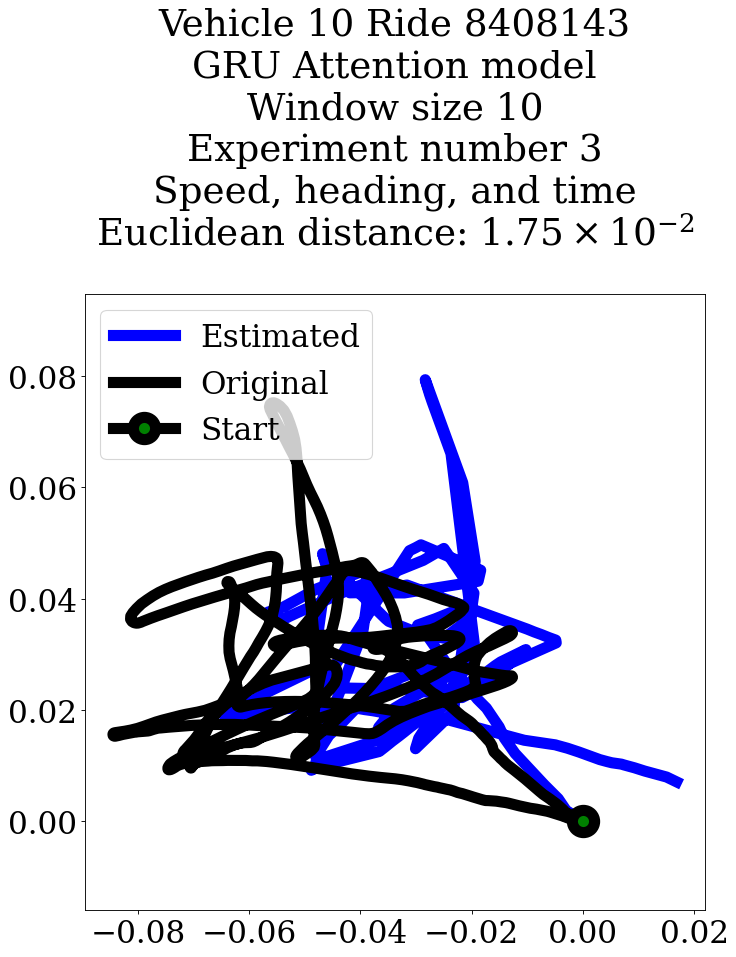 Vehicle 10 Ride 8408143
GRU Attention model
Window size 10
Experiment number 3
Speed, heading, and time
Euclidean distance: 1.75 × 10⁻²
Estimated
Original
Start
0.08
0.06
0.04
0.02
0.00
−0.08 −0.06 −0.04 −0.02 0.00 0.02